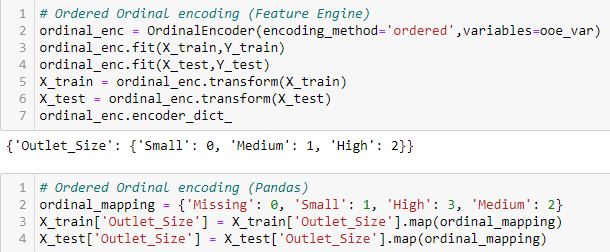 1 # Ordered Ordinal encoding (Feature Engine)
2 ordinal_enc = OrdinalEncoder(encoding_method='ordered',variables=ooe_var)
3 ordinal_enc.fit(X_train,Y_train)
4 ordinal_enc.fit(X_test,Y_test)
5 X_train = ordinal_enc.transform(X_train)
6 X_test = ordinal_enc.transform(X_test)
7 ordinal_enc.encoder_dict_
{'Outlet_Size': {'Small': 0, 'Medium': 1, 'High': 2}}
1 # Ordered Ordinal encoding (Pandas)
2 ordinal_mapping = {'Missing': 0, 'Small': 1, 'High': 3, 'Medium': 2}
3 X_train['Outlet_Size'] = X_train['Outlet_Size'].map(ordinal_mapping)
4 X_test['Outlet_Size'] = X_test['Outlet_Size'].map(ordinal_mapping)